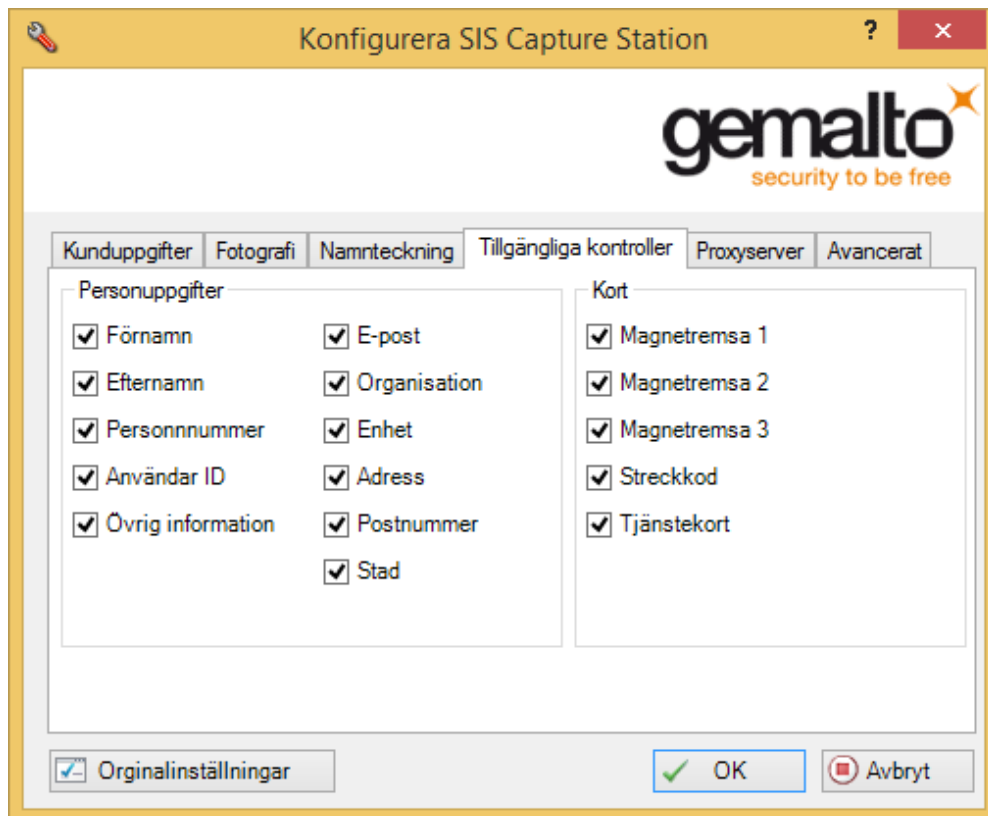 Konfigurera SIS Capture Station
?
gemalto
security to be free
Kunduppgifter
Fotografi
Namnteckning
Tillgängliga kontroller
Proxyserver
Avancerat
Personuppgifter
Förnamn
Efternamn
Personnnummer
Användar ID
Övrig information
E-post
Organisation
Enhet
Adress
Postnummer
Stad
Kort
Magnetremsa 1
Magnetremsa 2
Magnetremsa 3
Streckkod
Tjänstekort
Orginalinställningar
OK
Avbryt